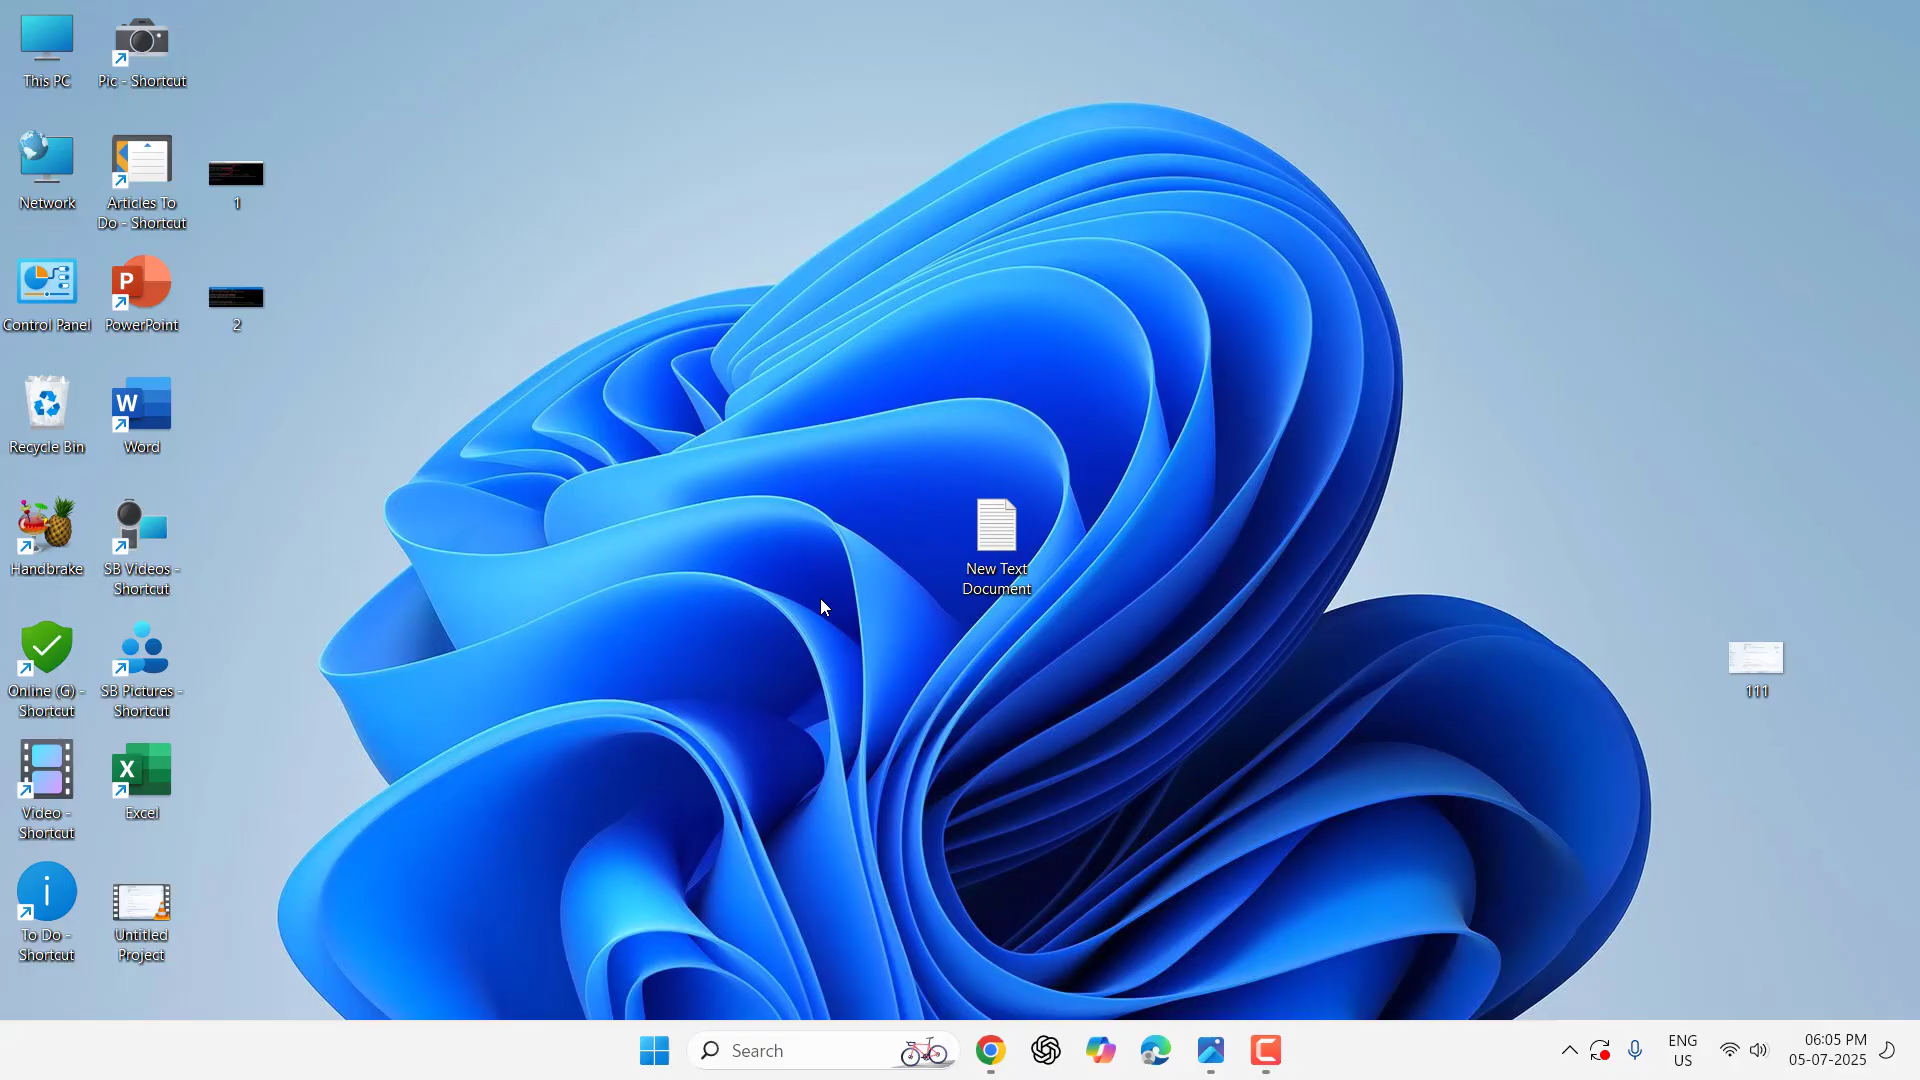 This PC
Pic - Shortcut
Network
Articles To
Do - Shortcut
1
Control Panel
PowerPoint
2
Recycle Bin
Word
Handbrake
SB Videos -
Shortcut
New Text
Document
Online (G) -
Shortcut
SB Pictures -
Shortcut
111
Video -
Shortcut
Excel
To Do -
Shortcut
Untitled
Project
Search
ENG
US
06:05 PM
05-07-2025